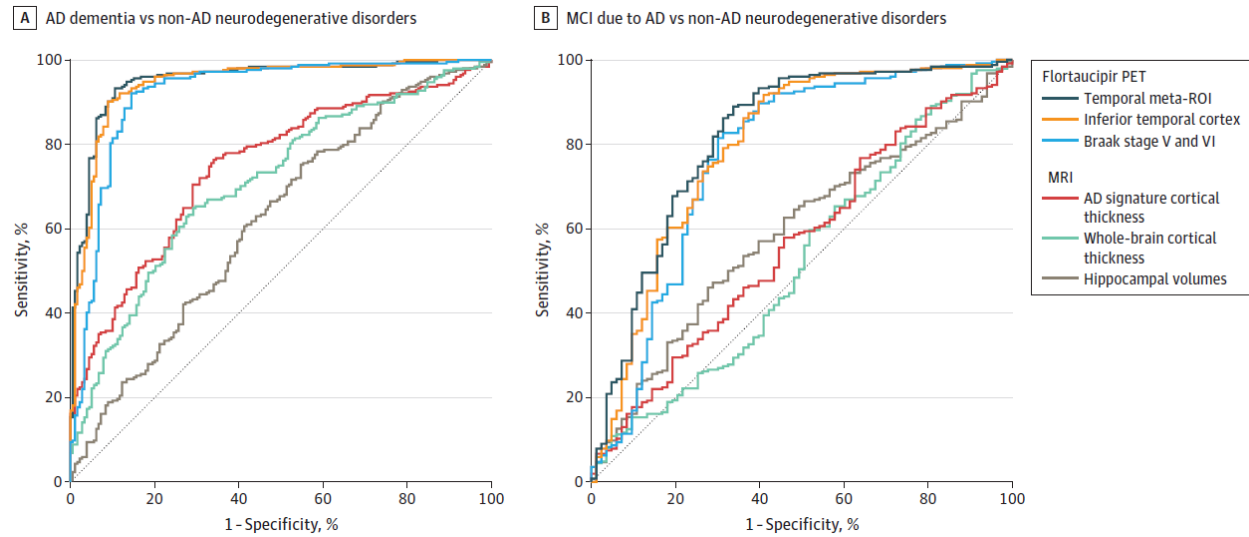 A AD dementia vs non-AD neurodegenerative disorders
100
80
60
40
20
0
Sensitivity, %
0 20 40 60 80 100
1 – Specificity, %
B MCI due to AD vs non-AD neurodegenerative disorders
100
80
60
40
20
0
Sensitivity, %
0 20 40 60 80 100
1 – Specificity, %
Flortaucipir PET
Temporal meta-ROI
Inferior temporal cortex
Braak stage V and VI
MRI
AD signature cortical
thickness
Whole-brain cortical
thickness
Hippocampal volumes